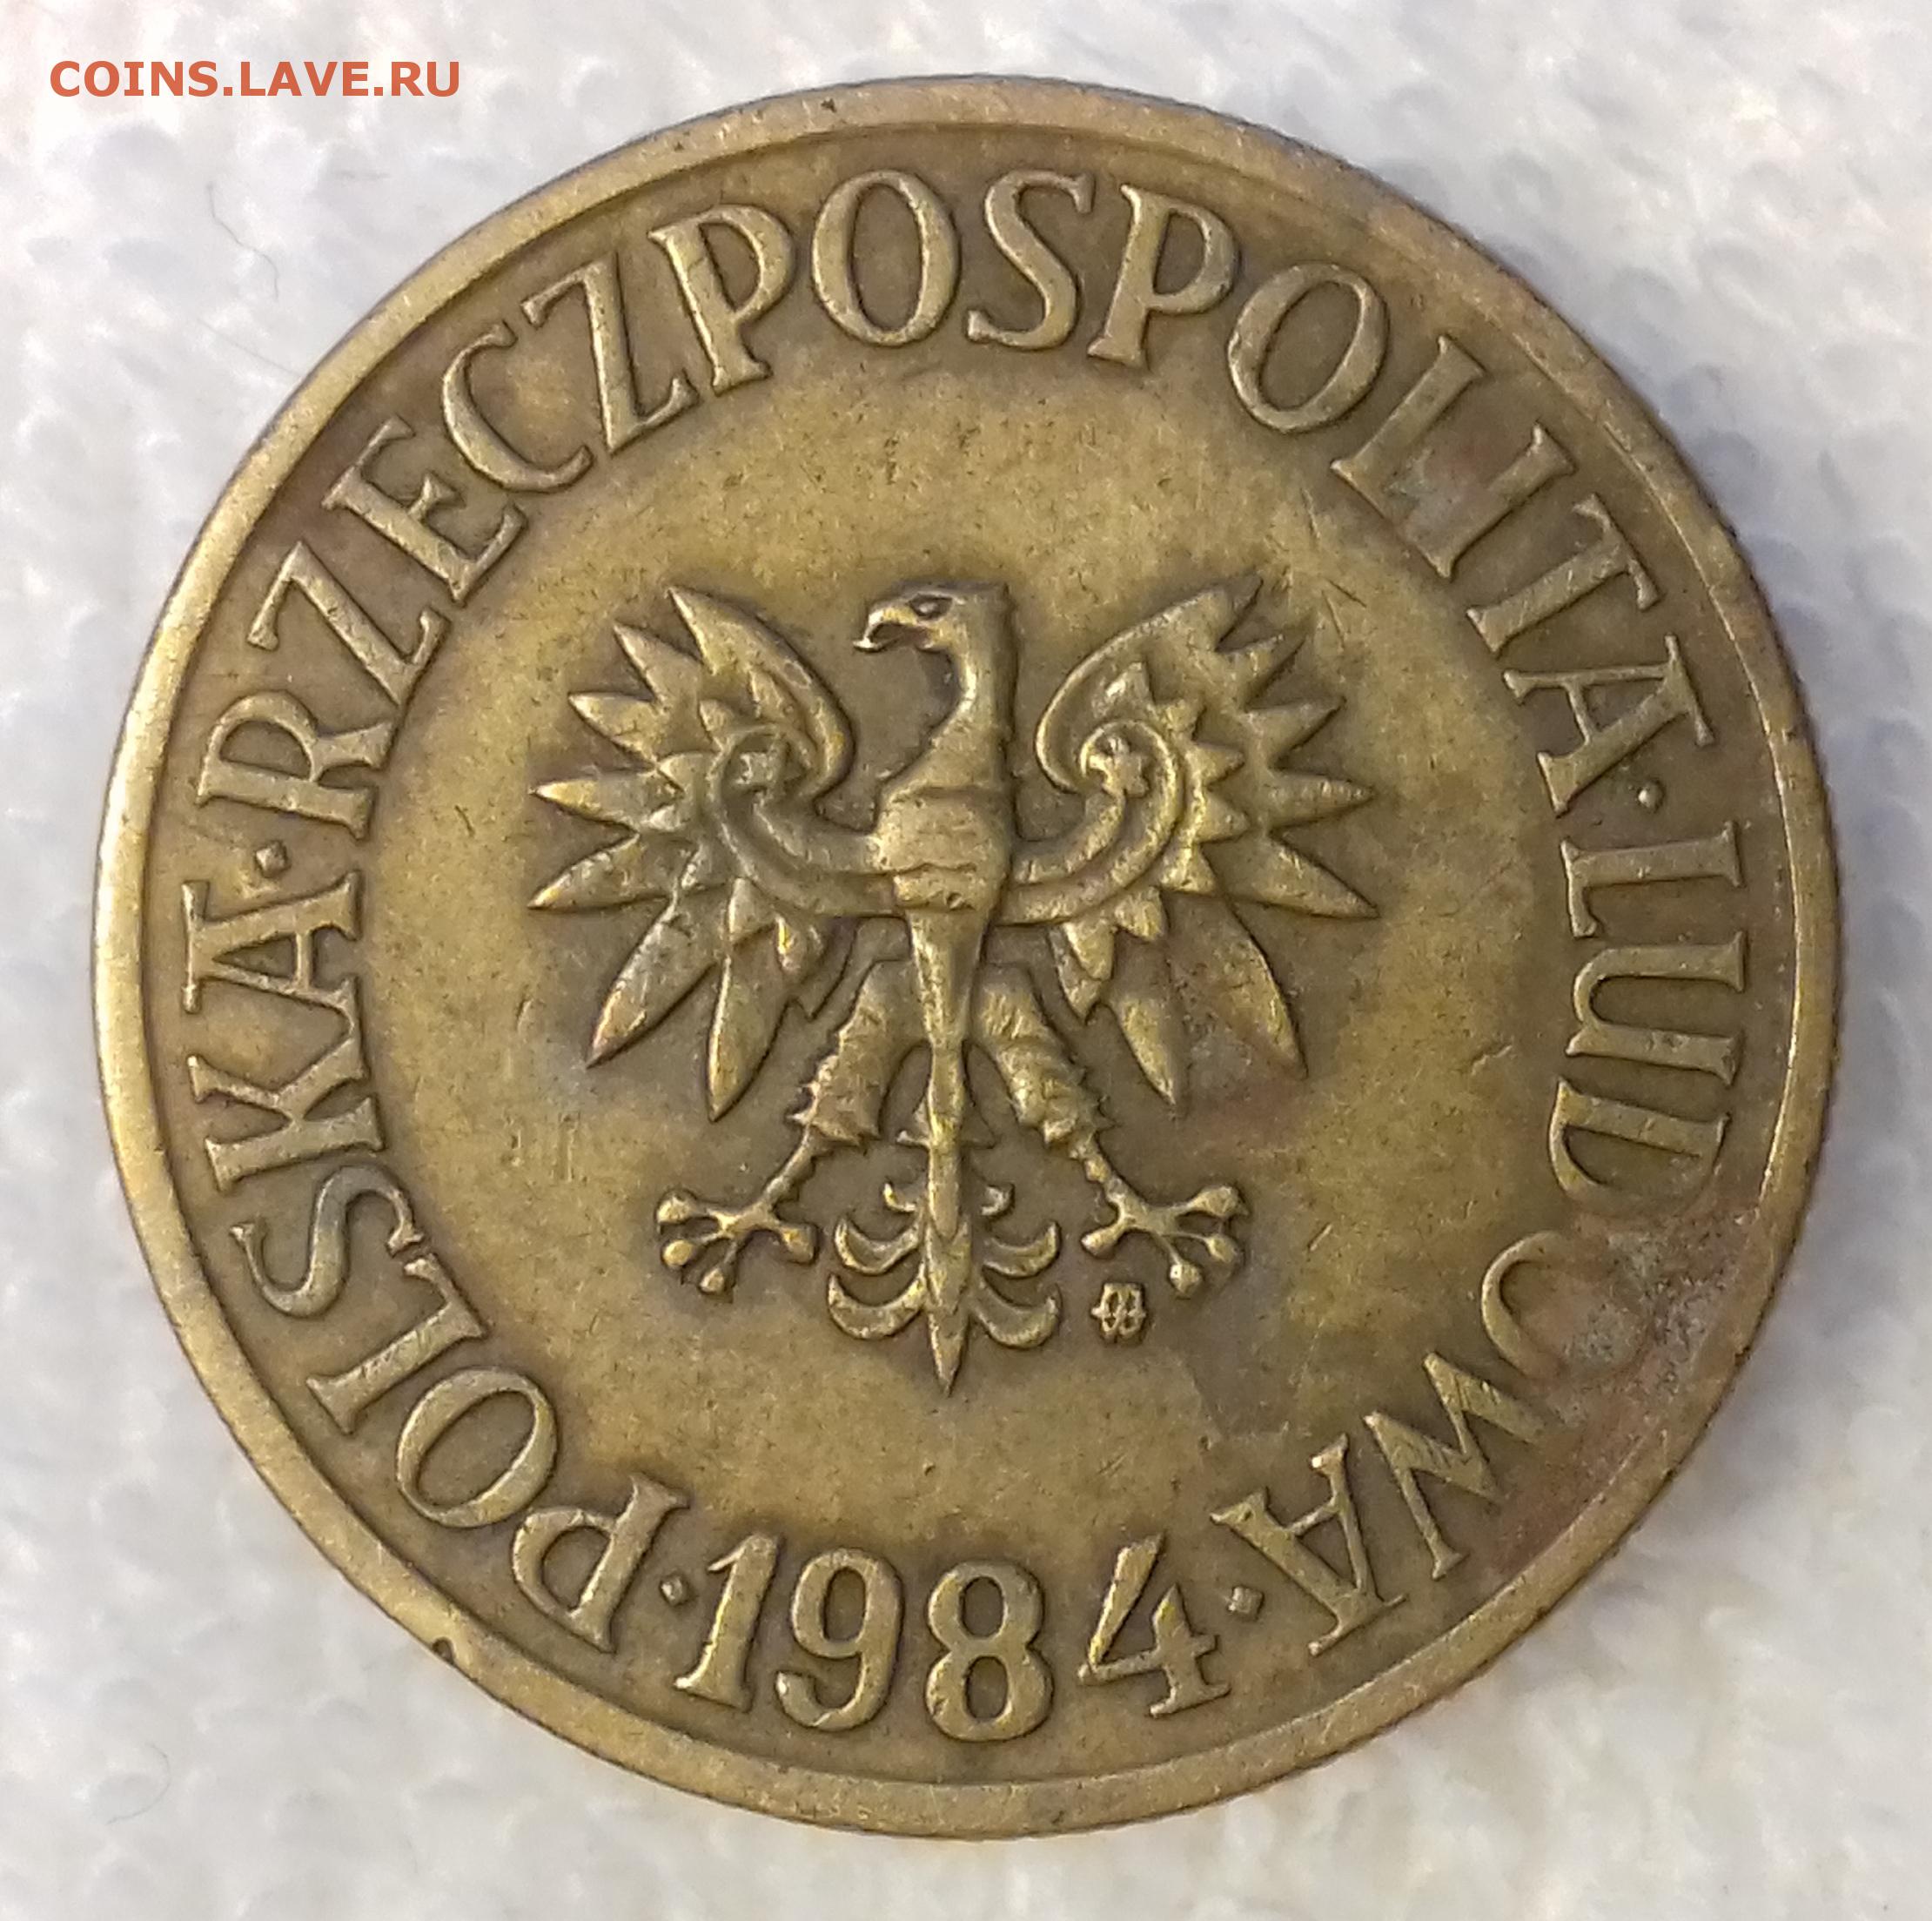 COINS.LAVE.RU
POLSKA·RZECZPOSPOLITA·LUDOWA
·1984·